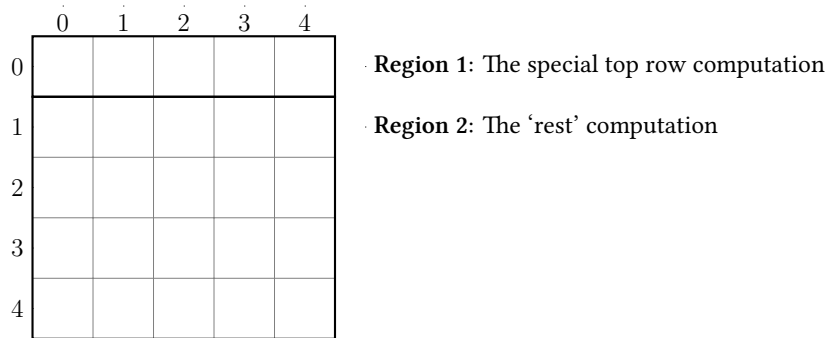 0 1 2 3 4
0 Region 1: The special top row computation
1 Region 2: The ‘rest’ computation
2
3
4